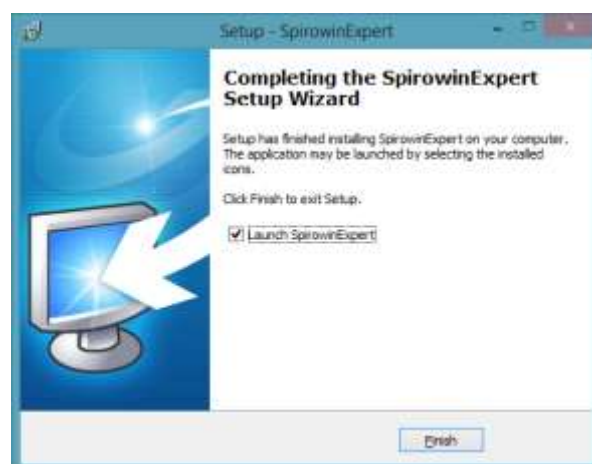 Setup - SpirowinExpert
Completing the SpirowinExpert
Setup Wizard
Setup has finished installing SpirowinExpert on your computer.
The application may be launched by selecting the installed
icons.
Click Finish to exit Setup.
Launch SpirowinExpert
Finish